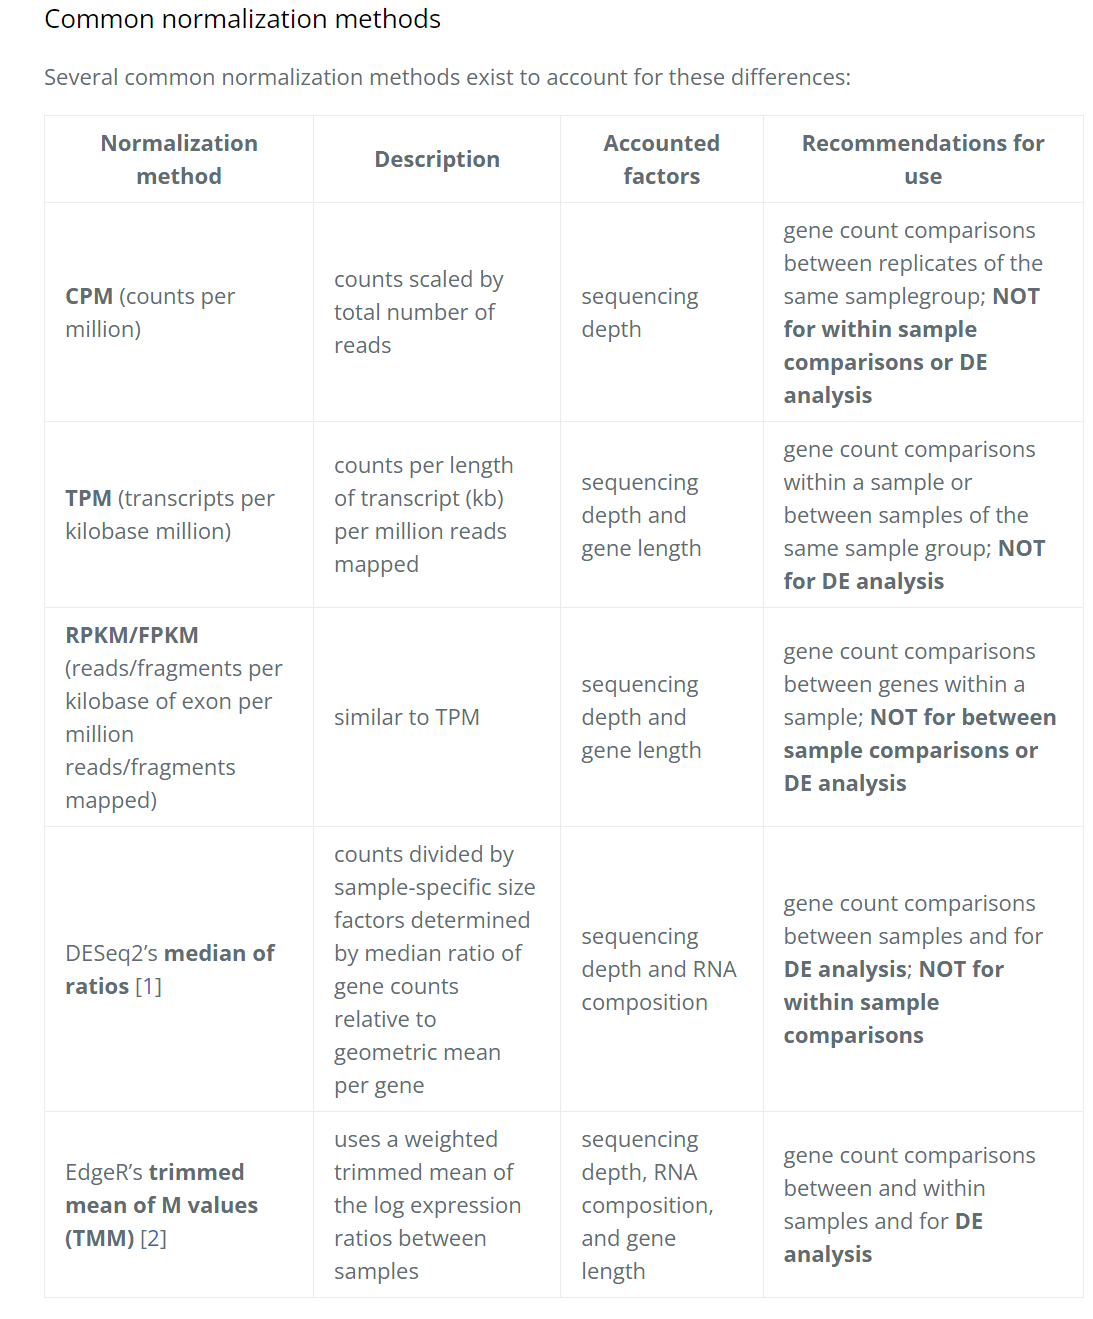 Common normalization methods
Several common normalization methods exist to account for these differences:
Normalization
method
Description
Accounted
factors
Recommendations for
use
CPM (counts per
million)
counts scaled by
total number of
reads
sequencing
depth
gene count comparisons
between replicates of the
same samplegroup; NOT
for within sample
comparisons or DE
analysis
TPM (transcripts per
kilobase million)
counts per length
of transcript (kb)
per million reads
mapped
sequencing
depth and
gene length
gene count comparisons
within a sample or
between samples of the
same sample group; NOT
for DE analysis
RPKM/FPKM
(reads/fragments per
kilobase of exon per
million
reads/fragments
mapped)
similar to TPM
sequencing
depth and
gene length
gene count comparisons
between genes within a
sample; NOT for between
sample comparisons or
DE analysis
DESeq2’s median of
ratios [1]
counts divided by
sample-specific size
factors determined
by median ratio of
gene counts
relative to
geometric mean
per gene
sequencing
depth and RNA
composition
gene count comparisons
between samples and for
DE analysis; NOT for
within sample
comparisons
EdgeR’s trimmed
mean of M values
(TMM) [2]
uses a weighted
trimmed mean of
the log expression
ratios between
samples
sequencing
depth, RNA
composition,
and gene
length
gene count comparisons
between and within
samples and for DE
analysis